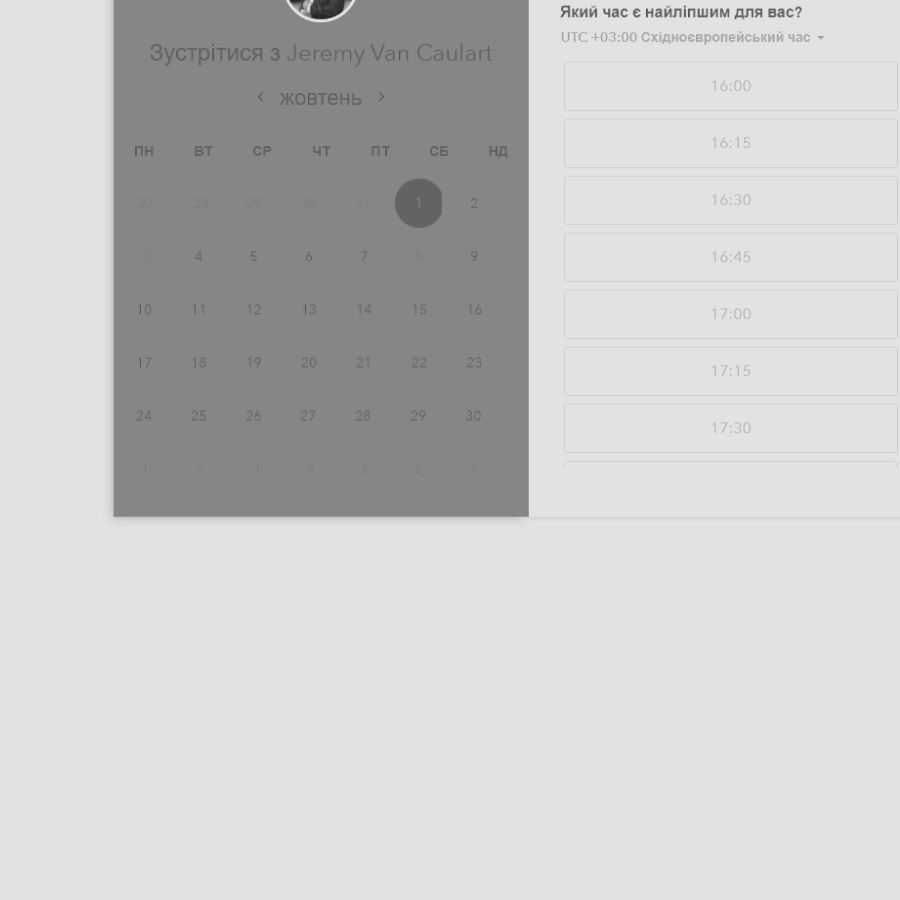 Зустрітися з Jeremy Van Caulart
жовтень
ПН ВТ СР ЧТ ПТ СБ НД
27 28 29 30 31 1 2
3 4 5 6 7 8 9
10 11 12 13 14 15 16
17 18 19 20 21 22 23
24 25 26 27 28 29 30
1 2 3 4 5 6 7
Який час є найліпшим для вас?
UTC +03:00 Східноєвропейський час
16:00
16:15
16:30
16:45
17:00
17:15
17:30